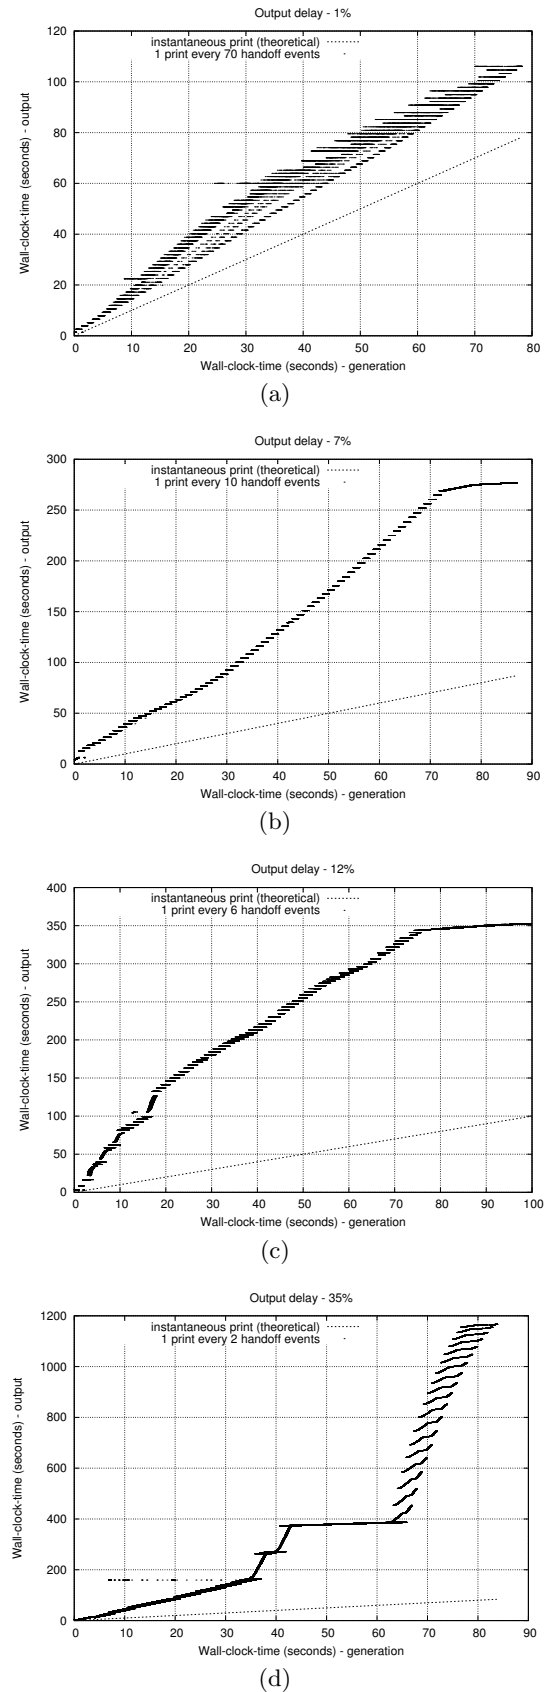 Output delay - 1%
instantaneous print (theoretical)
1 print every 70 handoff events
Wall-clock-time (seconds) - output
120
100
80
60
40
20
0
0 10 20 30 40 50 60 70 80
Wall-clock-time (seconds) - generation
(a)
Output delay - 7%
instantaneous print (theoretical)
1 print every 10 handoff events
Wall-clock-time (seconds) - output
300
250
200
150
100
50
0
0 10 20 30 40 50 60 70 80 90
Wall-clock-time (seconds) - generation
(b)
Output delay - 12%
instantaneous print (theoretical)
1 print every 6 handoff events
Wall-clock-time (seconds) - output
400
350
300
250
200
150
100
50
0
0 10 20 30 40 50 60 70 80 90 100
Wall-clock-time (seconds) - generation
(c)
Output delay - 35%
instantaneous print (theoretical)
1 print every 2 handoff events
Wall-clock-time (seconds) - output
1200
1000
800
600
400
200
0
0 10 20 30 40 50 60 70 80 90
Wall-clock-time (seconds) - generation
(d)